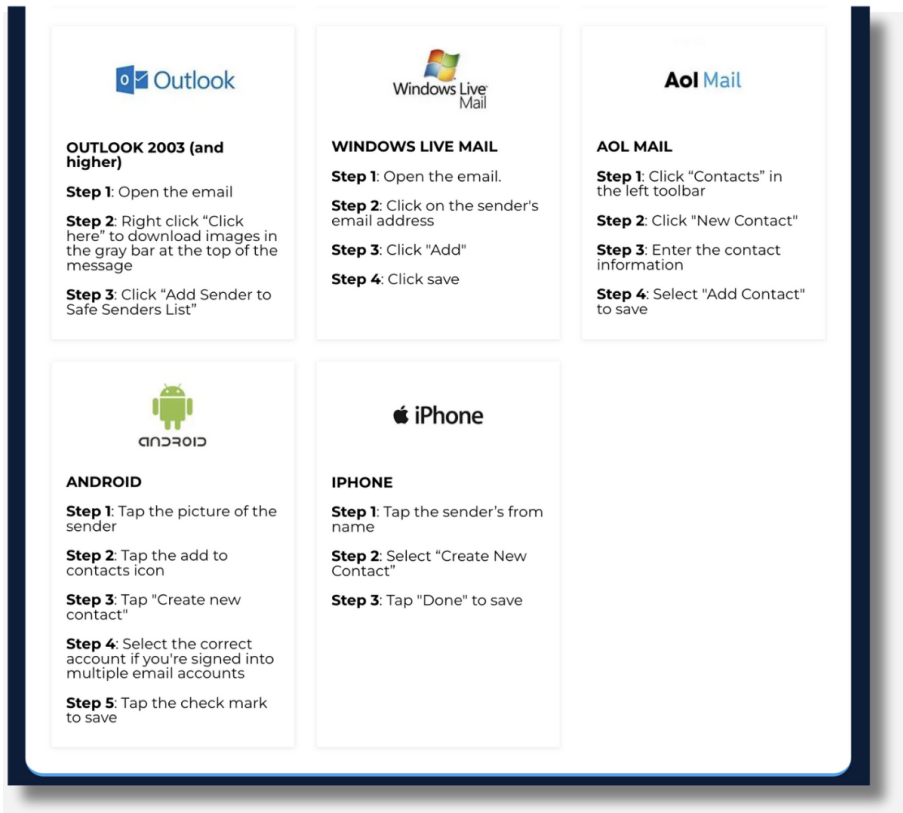 Outlook
OUTLOOK 2003 (and
higher)
Step 1: Open the email
Step 2: Right click “Click
here” to download images in
the gray bar at the top of the
message
Step 3: Click “Add Sender to
Safe Senders List”
Windows Live
Mail
WINDOWS LIVE MAIL
Step 1: Open the email.
Step 2: Click on the sender's
email address
Step 3: Click "Add"
Step 4: Click save
Aol Mail
AOL MAIL
Step 1: Click “Contacts” in
the left toolbar
Step 2: Click "New Contact"
Step 3: Enter the contact
information
Step 4: Select "Add Contact"
to save
ANDROID
ANDROID
Step 1: Tap the picture of the
sender
Step 2: Tap the add to
contacts icon
Step 3: Tap "Create new
contact"
Step 4: Select the correct
account if you're signed into
multiple email accounts
Step 5: Tap the check mark
to save
iPhone
IPHONE
Step 1: Tap the sender’s from
name
Step 2: Select “Create New
Contact”
Step 3: Tap "Done" to save